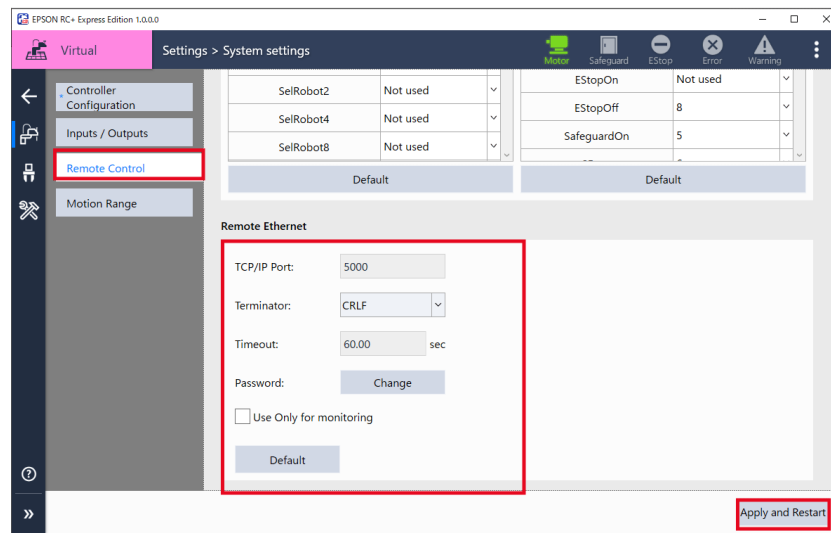 EPSON RC+ Express Edition 1.0.0.0
Virtual
Settings > System settings
Motor
Safeguard
EStop
Error
Warning
Controller
Configuration
Inputs / Outputs
Remote Control
Motion Range
SelRobot2 Not used
SelRobot4 Not used
SelRobot8 Not used
Default
EStopOn Not used
EStopOff 8
SafeguardOn 5
Default
Remote Ethernet
TCP/IP Port: 5000
Terminator: CRLF
Timeout: 60.00 sec
Password: Change
Use Only for monitoring
Default
Apply and Restart